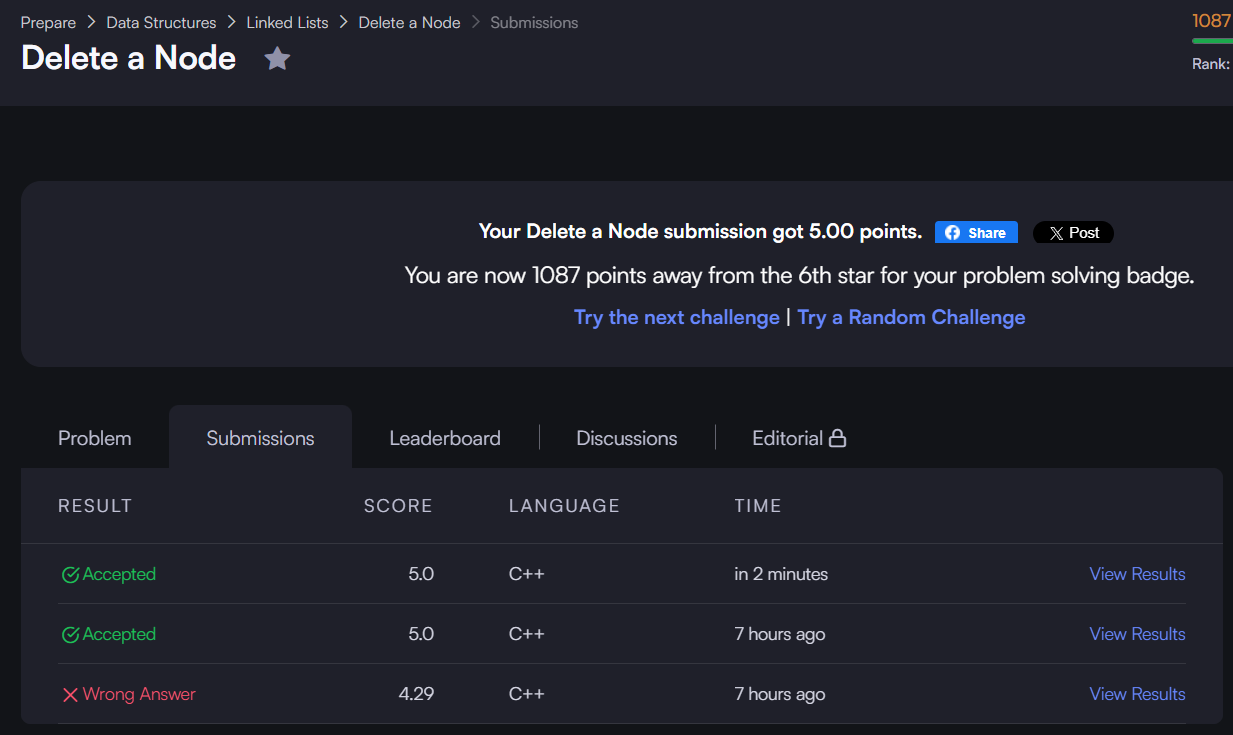 Prepare > Data Structures > Linked Lists > Delete a Node > Submissions
1087
Delete a Node
Rank:
Your Delete a Node submission got 5.00 points. Share Post
You are now 1087 points away from the 6th star for your problem solving badge.
Try the next challenge | Try a Random Challenge
Problem Submissions Leaderboard Discussions Editorial
RESULT SCORE LANGUAGE TIME
Accepted 5.0 C++ in 2 minutes View Results
Accepted 5.0 C++ 7 hours ago View Results
Wrong Answer 4.29 C++ 7 hours ago View Results